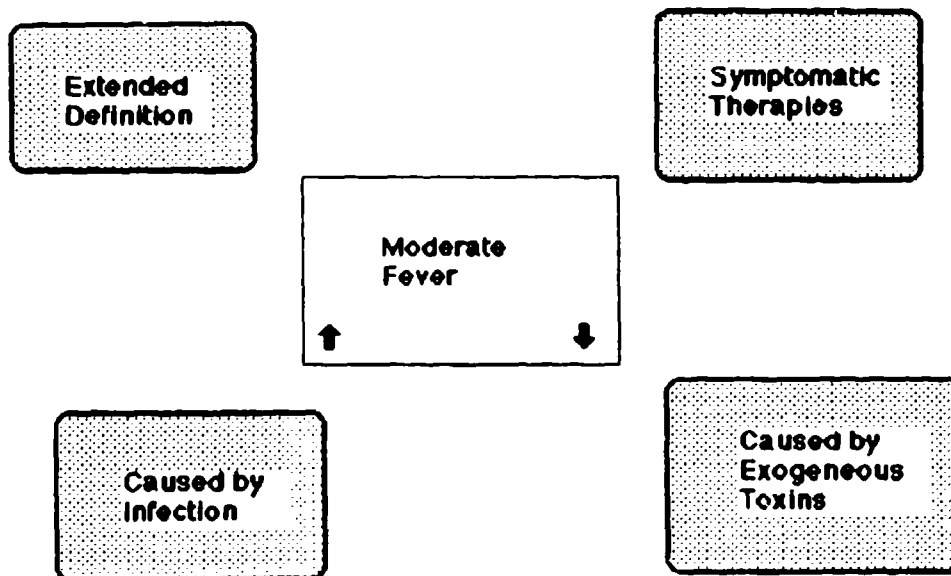 Extended
Definition
Symptomatic
Therapies
Moderate
Fever
Caused by
Infection
Caused by
Exogeneous
Toxins